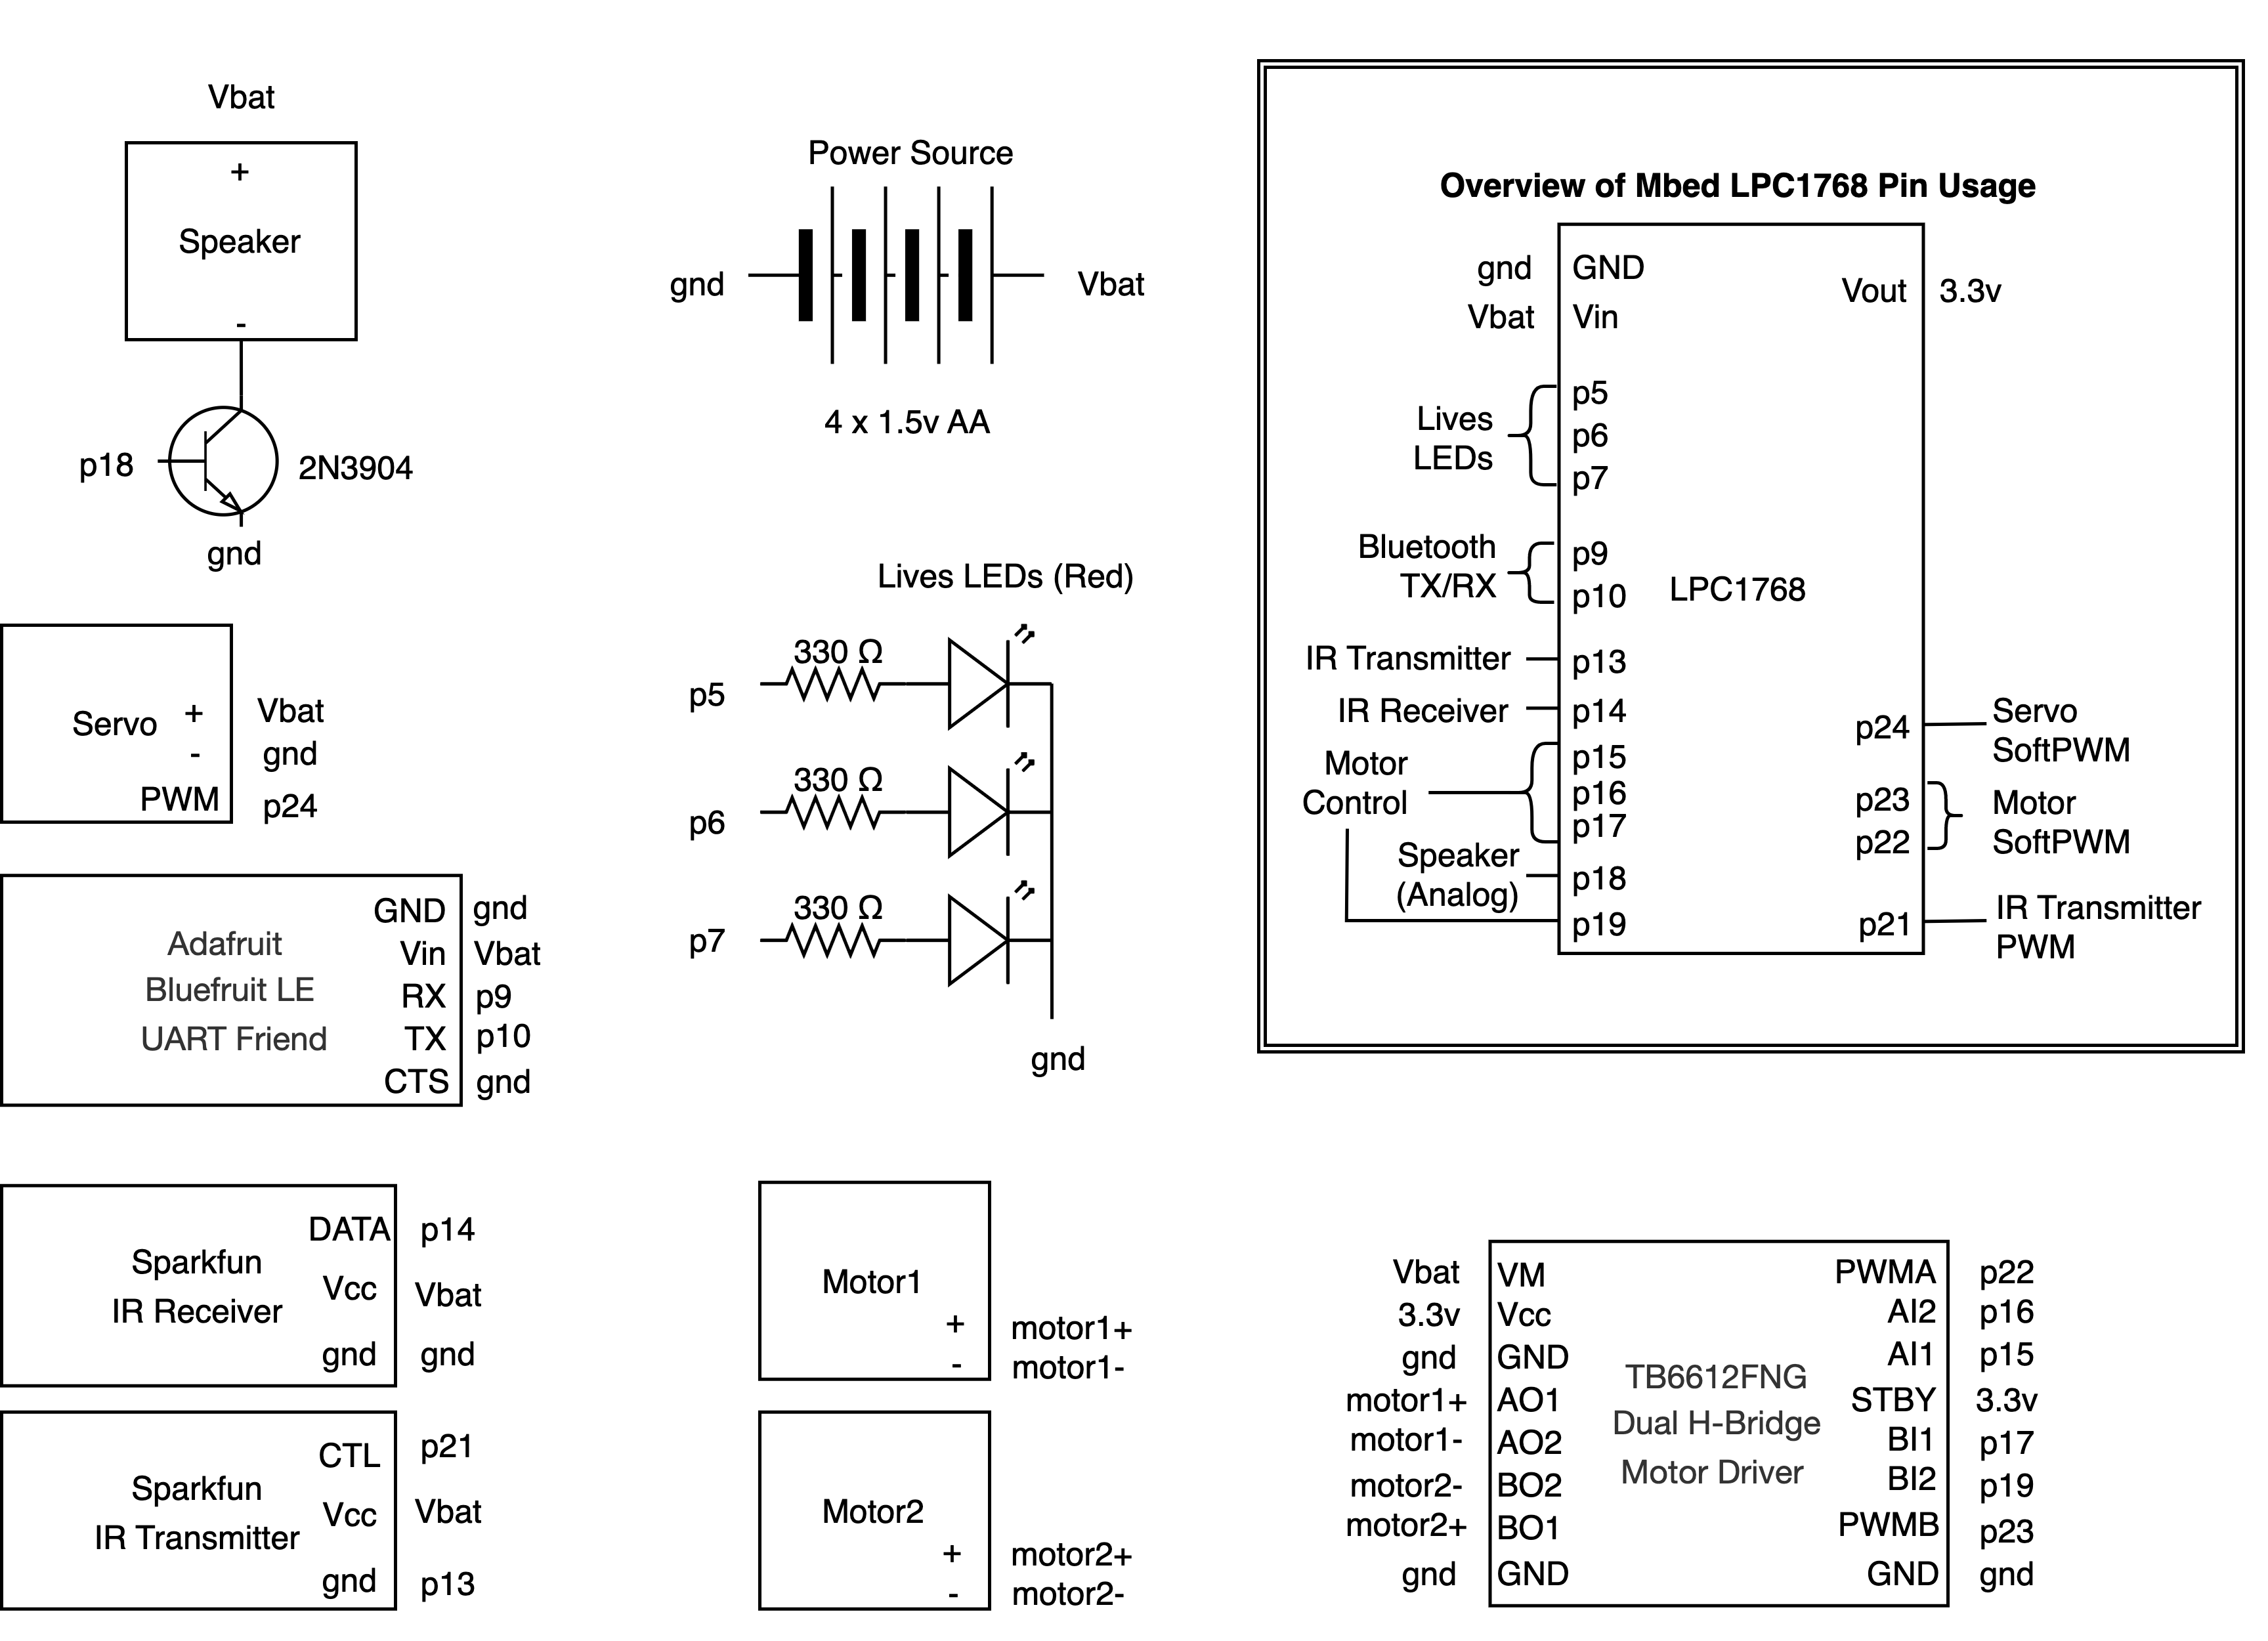 Vbat
+
Speaker
-
p18
2N3904
gnd
Power Source
gnd
Vbat
4 x 1.5v AA
Overview of Mbed LPC1768 Pin Usage
gnd
GND
Vbat
Vin
Vout
3.3v
Lives
LEDs
p5
p6
p7
Bluetooth
TX/RX
p9
p10
LPC1768
IR Transmitter
p13
IR Receiver
p14
Motor
Control
p15
p16
p17
Speaker
(Analog)
p18
p19
p24
Servo
SoftPWM
p23
p22
Motor
SoftPWM
p21
IR Transmitter
PWM
Servo
+
Vbat
-
gnd
PWM
p24
Lives LEDs (Red)
330 Ω
p5
330 Ω
p6
330 Ω
p7
gnd
Adafruit
Bluefruit LE
UART Friend
GND
gnd
Vin
Vbat
RX
p9
TX
p10
CTS
gnd
Sparkfun
IR Receiver
DATA
p14
Vcc
Vbat
gnd
gnd
Sparkfun
IR Transmitter
CTL
p21
Vcc
Vbat
gnd
p13
Motor1
+
motor1+
-
motor1-
Motor2
+
motor2+
-
motor2-
Vbat
VM
3.3v
Vcc
gnd
GND
motor1+
AO1
motor1-
AO2
motor2-
BO2
motor2+
BO1
gnd
GND
TB6612FNG
Dual H-Bridge
Motor Driver
PWMA
p22
AI2
p16
AI1
p15
STBY
3.3v
BI1
p17
BI2
p19
PWMB
p23
GND
gnd